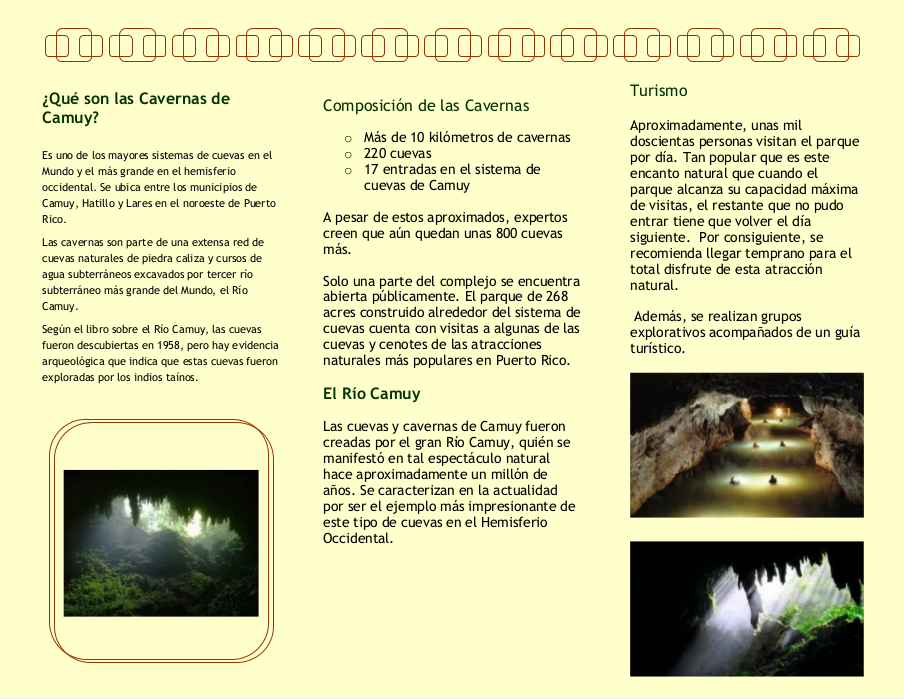 ¿Qué son las Cavernas de
Camuy?
Es uno de los mayores sistemas de cuevas en el
Mundo y el más grande en el hemisferio
occidental. Se ubica entre los municipios de
Camuy, Hatillo y Lares en el noroeste de Puerto
Rico.
Las cavernas son parte de una extensa red de
cuevas naturales de piedra caliza y cursos de
agua subterráneos excavados por tercer río
subterráneo más grande del Mundo, el Río
Camuy.
Según el libro sobre el Río Camuy, las cuevas
fueron descubiertas en 1958, pero hay evidencia
arqueológica que indica que estas cuevas fueron
exploradas por los indios taínos.
Composición de las Cavernas
○ Más de 10 kilómetros de cavernas
○ 220 cuevas
○ 17 entradas en el sistema de
cuevas de Camuy
A pesar de estos aproximados, expertos
creen que aún quedan unas 800 cuevas
más.
Solo una parte del complejo se encuentra
abierta públicamente. El parque de 268
acres construido alrededor del sistema de
cuevas cuenta con visitas a algunas de las
cuevas y cenotes de las atracciones
naturales más populares en Puerto Rico.
El Río Camuy
Las cuevas y cavernas de Camuy fueron
creadas por el gran Río Camuy, quién se
manifestó en tal espectáculo natural
hace aproximadamente un millón de
años. Se caracterizan en la actualidad
por ser el ejemplo más impresionante de
este tipo de cuevas en el Hemisferio
Occidental.
Turismo
Aproximadamente, unas mil
doscientas personas visitan el parque
por día. Tan popular que es este
encanto natural que cuando el
parque alcanza su capacidad máxima
de visitas, el restante que no pudo
entrar tiene que volver el día
siguiente. Por consiguiente, se
recomienda llegar temprano para el
total disfrute de esta atracción
natural.
Además, se realizan grupos
explorativos acompañados de un guía
turístico.